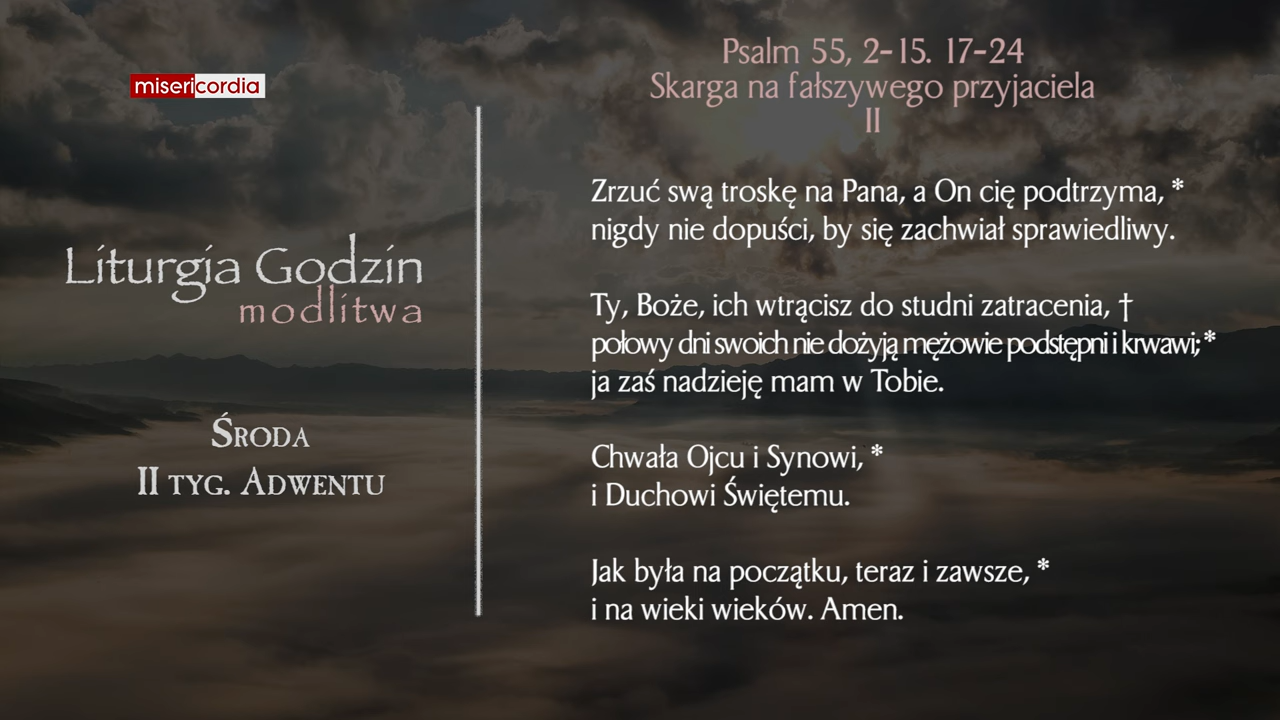 misericordia
Liturgia Godzin
modlitwa
Środa
II tyg. Adwentu
Psalm 55, 2-15. 17-24
Skarga na fałszywego przyjaciela
II
Zrzuć swą troskę na Pana, a On cię podtrzyma, *
nigdy nie dopuści, by się zachwiał sprawiedliwy.
Ty, Boże, ich wtrącisz do studni zatracenia, †
połowy dni swoich nie dożyją mężowie podstępni i krwawi; *
ja zaś nadzieję mam w Tobie.
Chwała Ojcu i Synowi, *
i Duchowi Świętemu.
Jak była na początku, teraz i zawsze, *
i na wieki wieków. Amen.